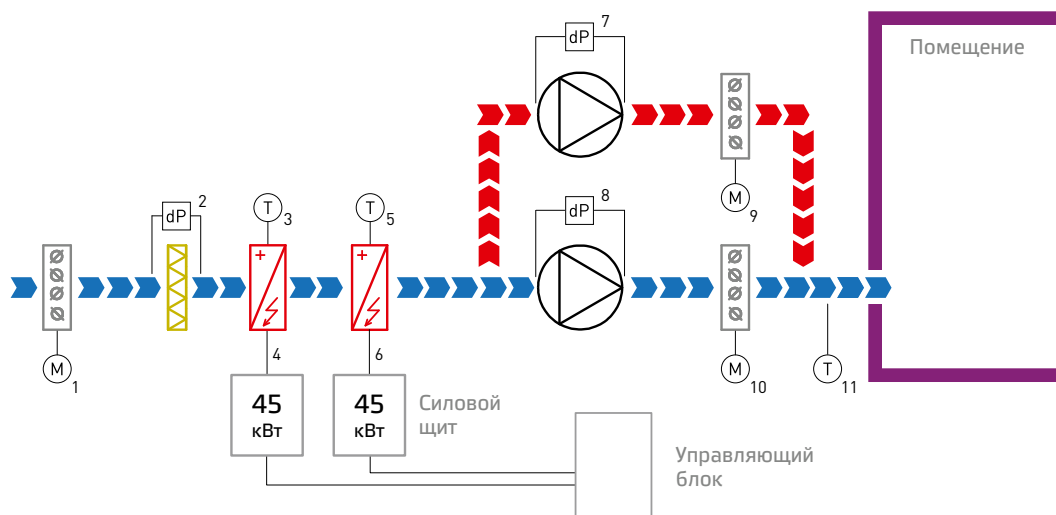 dP 7
Помещение
M 9
dP 2
T 3
T 5
dP 8
+
+
M 1
4
6
M 10
T 11
45
кВт
45
кВт
Силовой
щит
Управляющий
блок